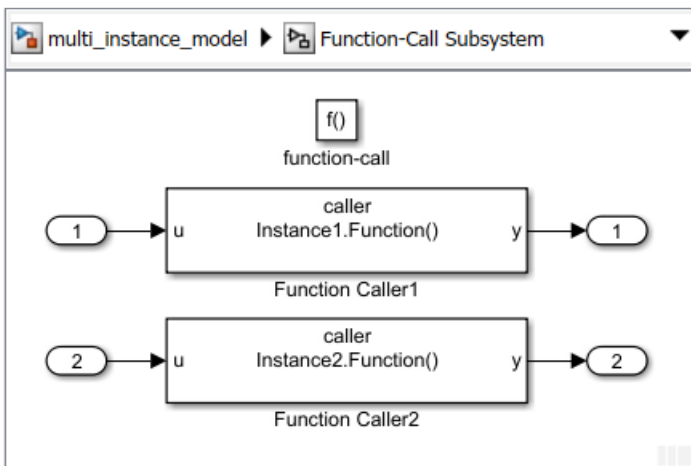 multi_instance_model ▶ Function-Call Subsystem
f()
function-call
caller
1 u Instance1.Function() y 1
Function Caller1
caller
2 u Instance2.Function() y 2
Function Caller2